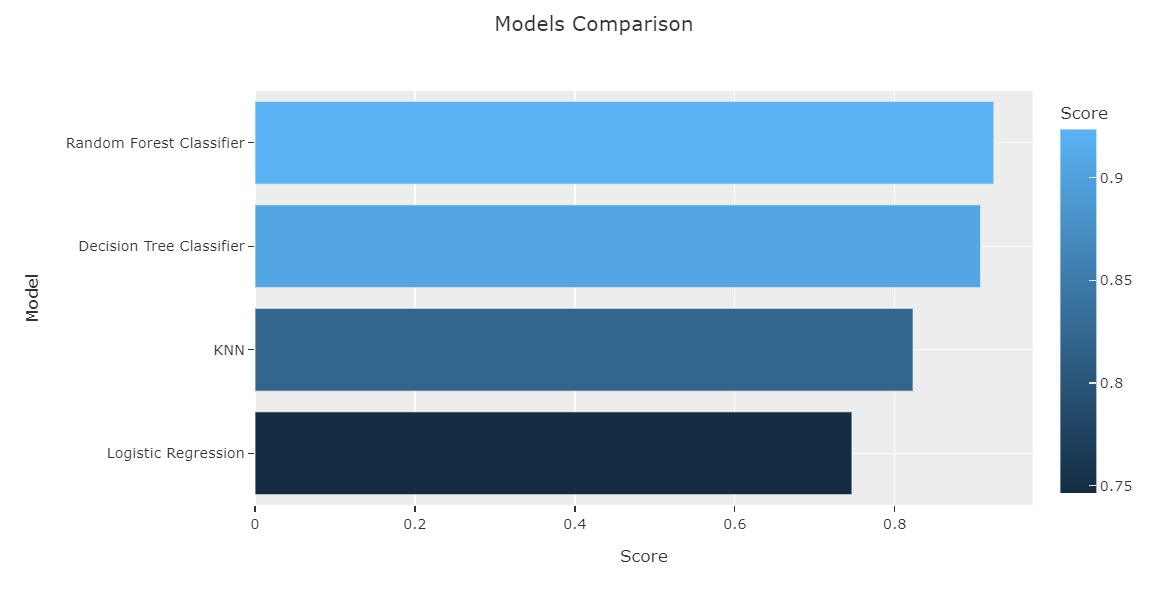 Models Comparison
Random Forest Classifier
Decision Tree Classifier
KNN
Logistic Regression
Model
0
0.2
0.4
0.6
0.8
Score
Score
0.9
0.85
0.8
0.75